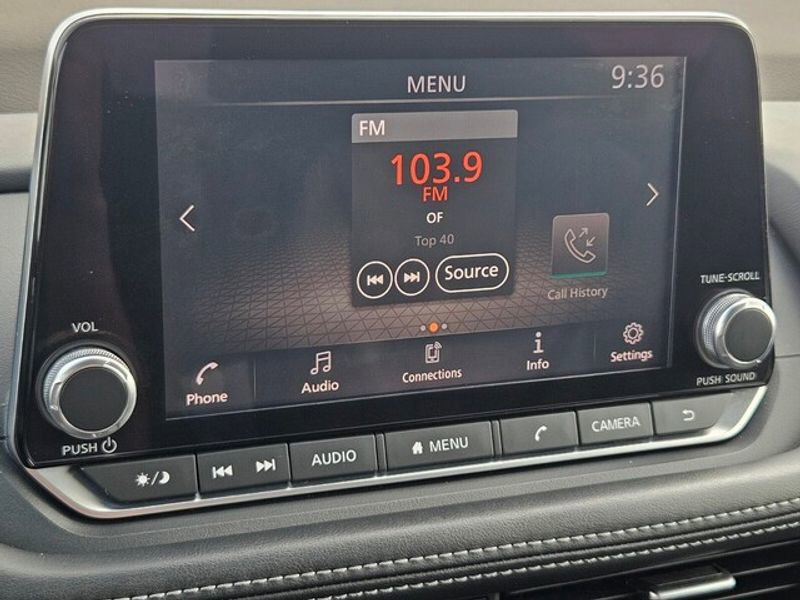 MENU
9:36
FM
103.9
FM
OF
Top 40
Source
Call History
Phone
Audio
Connections
Info
Settings
VOL
PUSH
TUNE·SCROLL
PUSH SOUND
AUDIO
MENU
CAMERA